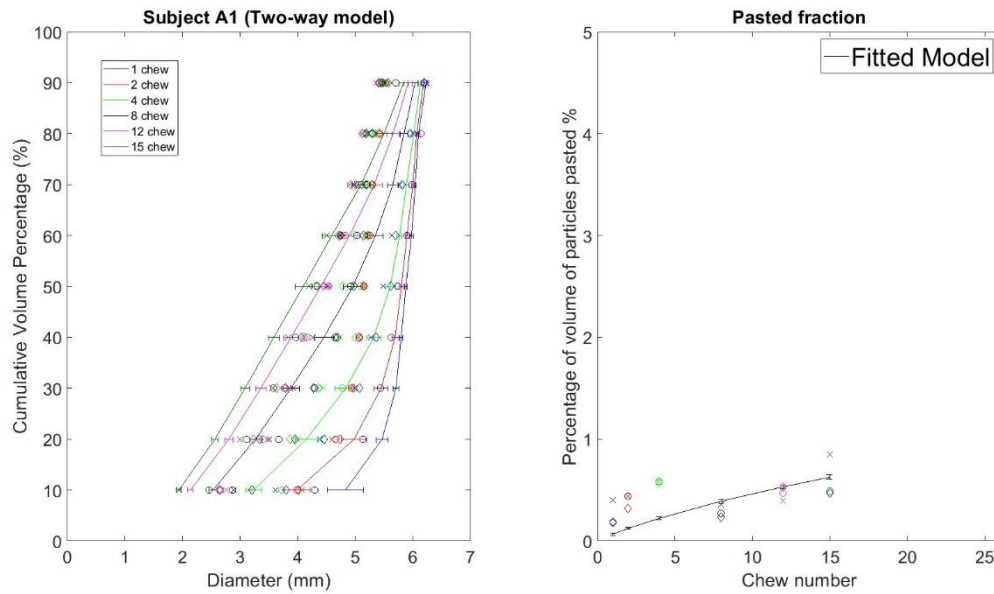 Subject A1 (Two-way model)
Cumulative Volume Percentage (%)
100
90
80
70
60
50
40
30
20
10
0
1 chew
2 chew
4 chew
8 chew
12 chew
15 chew
0 1 2 3 4 5 6 7
Diameter (mm)
Pasted fraction
Percentage of volume of particles pasted %
5
4
3
2
1
0
Fitted Model
0 5 10 15 20 25
Chew number